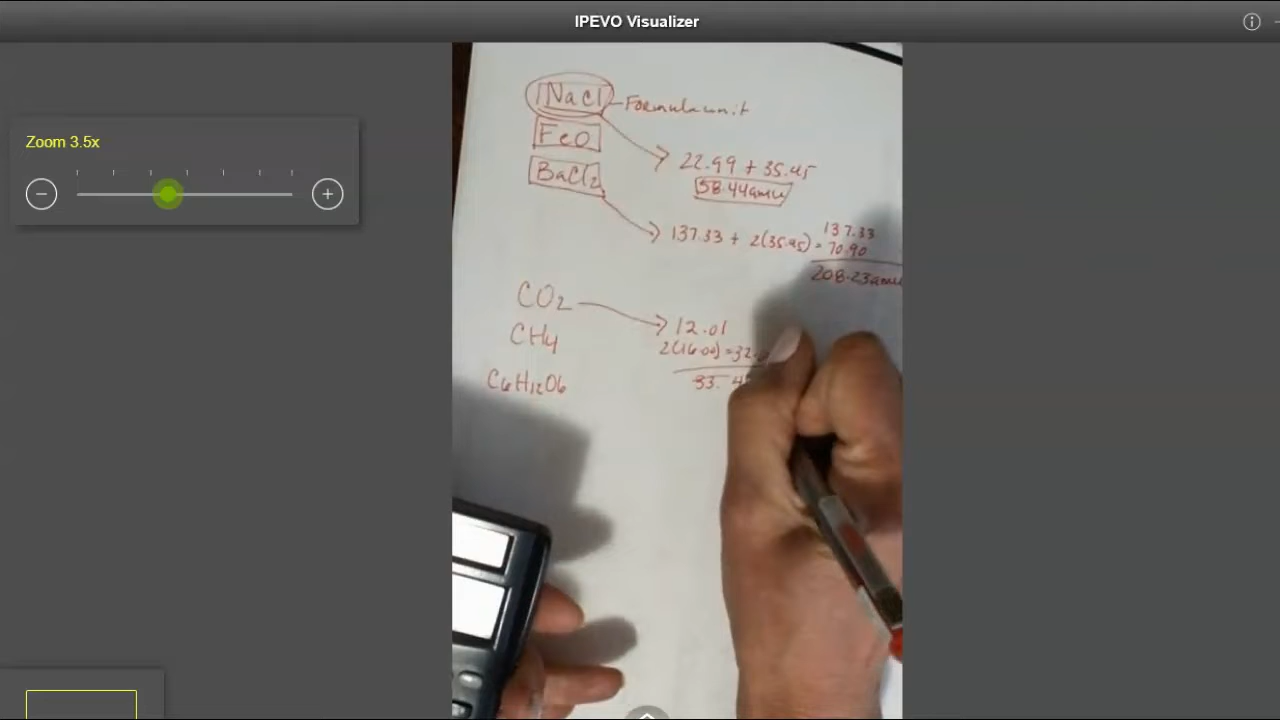 IPEVO Visualizer
Zoom 3.5x
NaCl - Formula unit
FeO
BaCl2
22.99 + 35.45
58.44amu
137.33 + 2(35.45) =
137.33
70.90
208.23amu
CO2
12.01
CH4
2(16.00) = 32.
C6H12O6